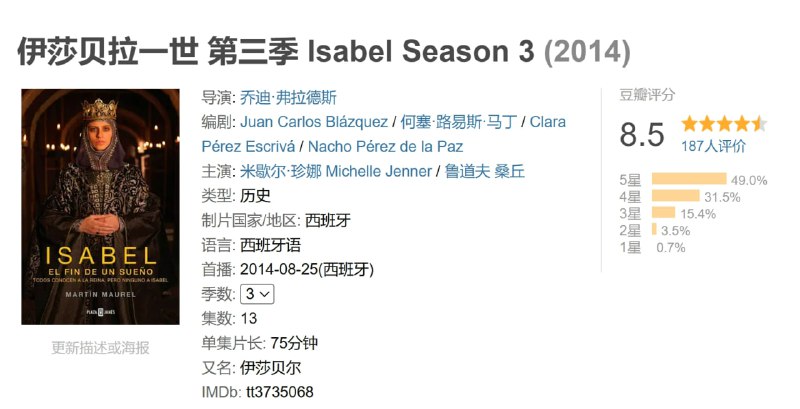 伊莎贝拉一世 第三季 Isabel Season 3 (2014)
ISABEL
EL FIN DE UN SUEÑO
TODOS CONOCEN A LA REINA, PERO NINGUNO A ISABEL
MARTÍN MAUREL
PLAZA JANÉS
更新描述或海报
导演: 乔迪·弗拉德斯
编剧: Juan Carlos Blázquez / 何塞·路易斯·马丁 / Clara
Pérez Escrivá / Nacho Pérez de la Paz
主演: 米歇尔·珍娜 Michelle Jenner / 鲁道夫 桑丘
类型: 历史
制片国家/地区: 西班牙
语言: 西班牙语
首播: 2014-08-25(西班牙)
季数: 3
集数: 13
单集片长: 75分钟
又名: 伊莎贝尔
IMDb: tt3735068
豆瓣评分
8.5
187人评价
5星 49.0%
4星 31.5%
3星 15.4%
2星 3.5%
1星 0.7%